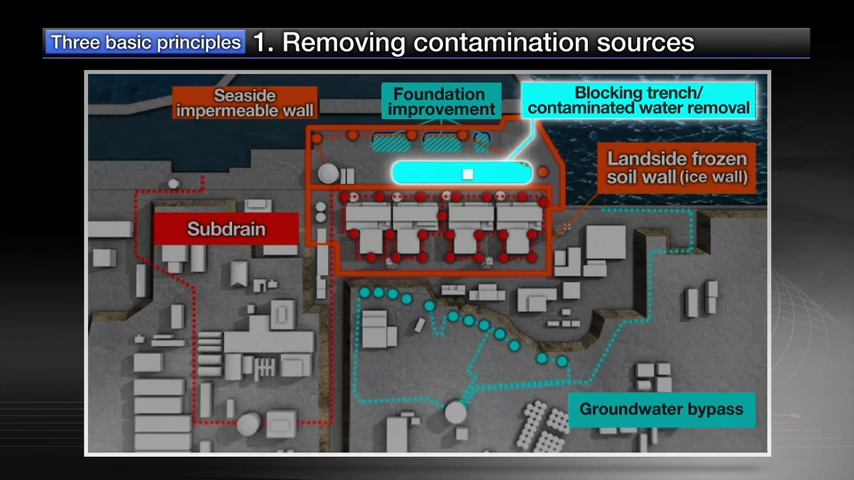 Three basic principles 1. Removing contamination sources
Seaside
impermeable wall
Foundation
improvement
Blocking trench/
contaminated water removal
Landside frozen
soil wall (ice wall)
Subdrain
Groundwater bypass